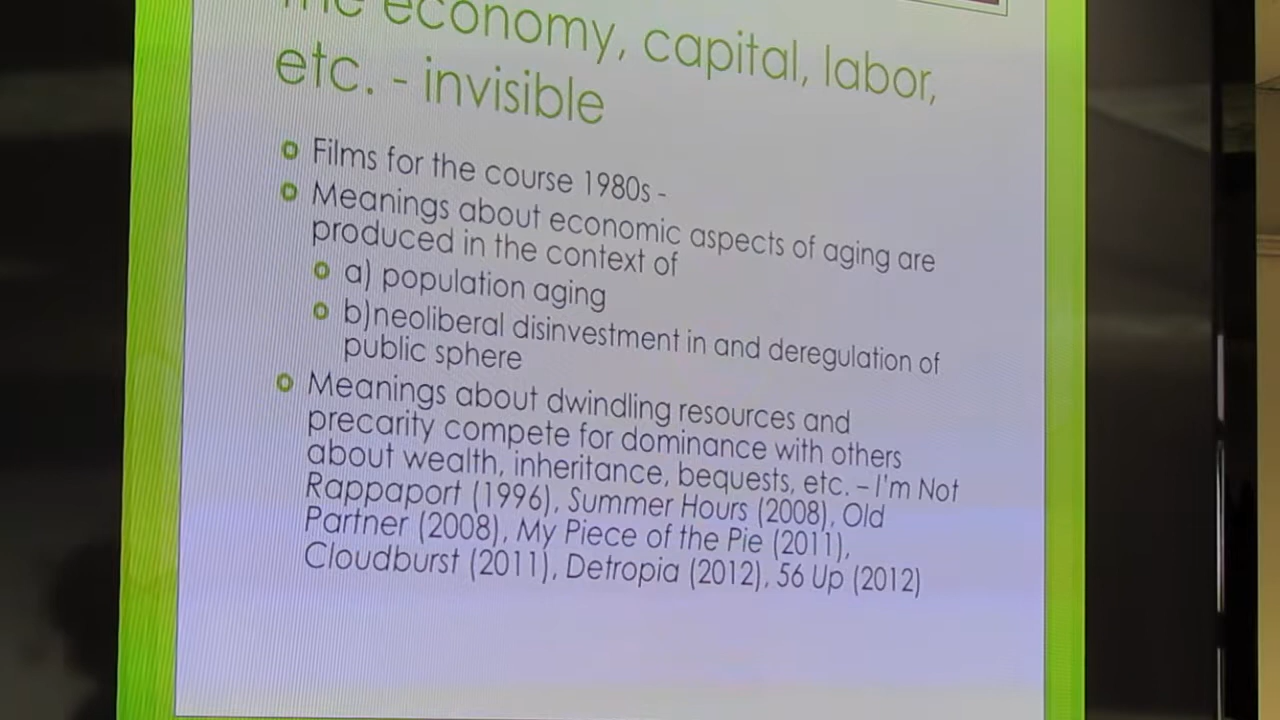 The economy, capital, labor,
etc. - invisible
Films for the course 1980s -
Meanings about economic aspects of aging are
produced in the context of
a) population aging
b)neoliberal disinvestment in and deregulation of
public sphere
Meanings about dwindling resources and
precarity compete for dominance with others
about wealth, inheritance, bequests, etc. – I'm Not
Rappaport (1996), Summer Hours (2008), Old
Partner (2008), My Piece of the Pie (2011),
Cloudburst (2011), Detropia (2012), 56 Up (2012)